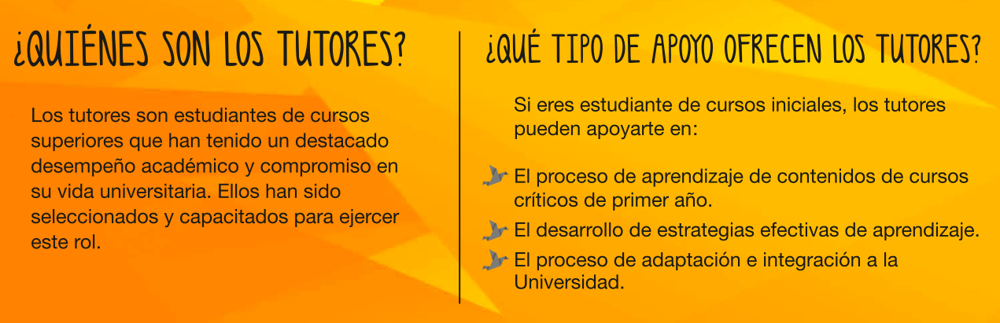 ¿QUIÉNES SON LOS TUTORES?
Los tutores son estudiantes de cursos
superiores que han tenido un destacado
desempeño académico y compromiso en
su vida universitaria. Ellos han sido
seleccionados y capacitados para ejercer
este rol.
¿QUÉ TIPO DE APOYO OFRECEN LOS TUTORES?
Si eres estudiante de cursos iniciales, los tutores
pueden apoyarte en:
El proceso de aprendizaje de contenidos de cursos
críticos de primer año.
El desarrollo de estrategias efectivas de aprendizaje.
El proceso de adaptación e integración a la
Universidad.